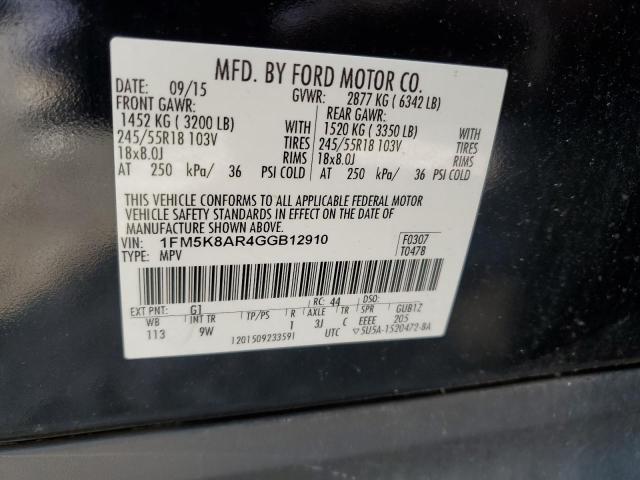 MFD. BY FORD MOTOR CO.
DATE: 09/15 GVWR: 2877 KG ( 6342 LB)
FRONT GAWR: REAR GAWR:
1452 KG ( 3200 LB) WITH 1520 KG ( 3350 LB) WITH
245/55R18 103V TIRES 245/55R18 103V TIRES
18x8.0J RIMS 18x8.0J RIMS
AT 250 kPa/ 36 PSI COLD AT 250 kPa/ 36 PSI COLD
THIS VEHICLE CONFORMS TO ALL APPLICABLE FEDERAL MOTOR
VEHICLE SAFETY STANDARDS IN EFFECT ON THE DATE OF
MANUFACTURE SHOWN ABOVE.
VIN: 1FM5K8AR4GGB12910 F0307
TYPE: MPV T0478
EXT PNT: G1 RC: 44 DSO:
WB INT TR TP/PS R AXLE TR SPR GUB1Z
113 9W 1 3J C EEEE 205
1201509233591 UTC 5U5A-1520472-BA